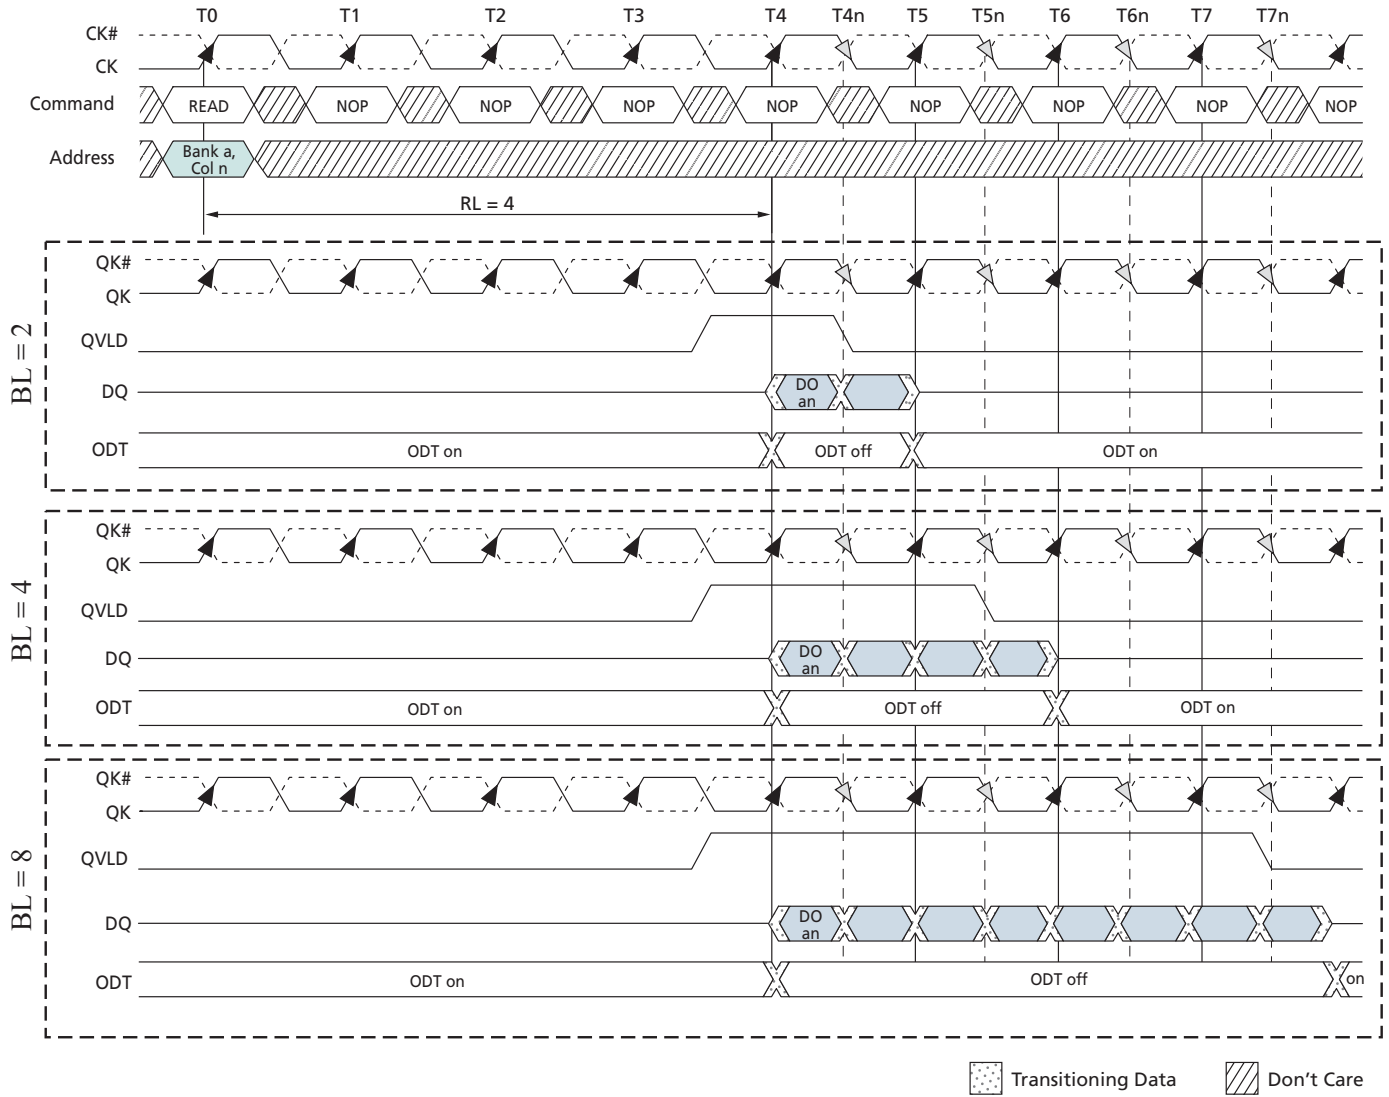 T0 T1 T2 T3 T4 T4n T5 T5n T6 T6n T7 T7n
CK#
CK
Command READ NOP NOP NOP NOP NOP NOP NOP NOP
Address Bank a,
Col n
RL = 4
BL = 2
QK#
QK
QVLD
DQ DO
an
ODT ODT on ODT off ODT on
BL = 4
QK#
QK
QVLD
DQ DO
an
ODT ODT on ODT off ODT on
BL = 8
QK#
QK
QVLD
DQ DO
an
ODT ODT on ODT off on
Transitioning Data Don't Care